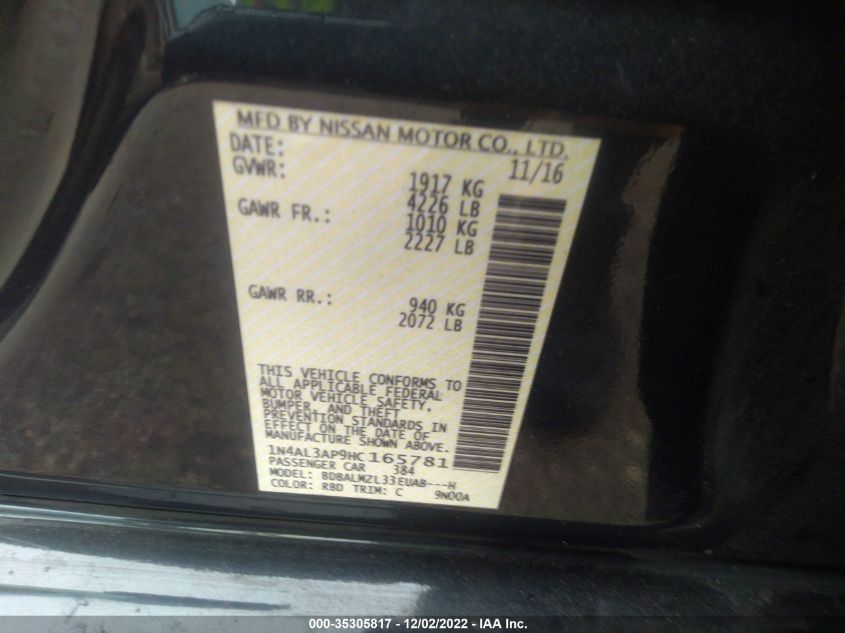 MFD BY NISSAN MOTOR CO., LTD.
DATE: 11/16
GVWR: 1917 KG
4226 LB
GAWR FR.: 1010 KG
2227 LB
GAWR RR.: 940 KG
2072 LB
THIS VEHICLE CONFORMS TO
ALL APPLICABLE FEDERAL
MOTOR VEHICLE SAFETY,
BUMPER, AND THEFT
PREVENTION STANDARDS IN
EFFECT ON THE DATE OF
MANUFACTURE SHOWN ABOVE.
1N4AL3AP9HC165781
PASSENGER CAR 384
MODEL: BDBALMZL33EUAB---H
COLOR: RBD TRIM: C 9N00A
000-35305817 - 12/02/2022 - IAA Inc.